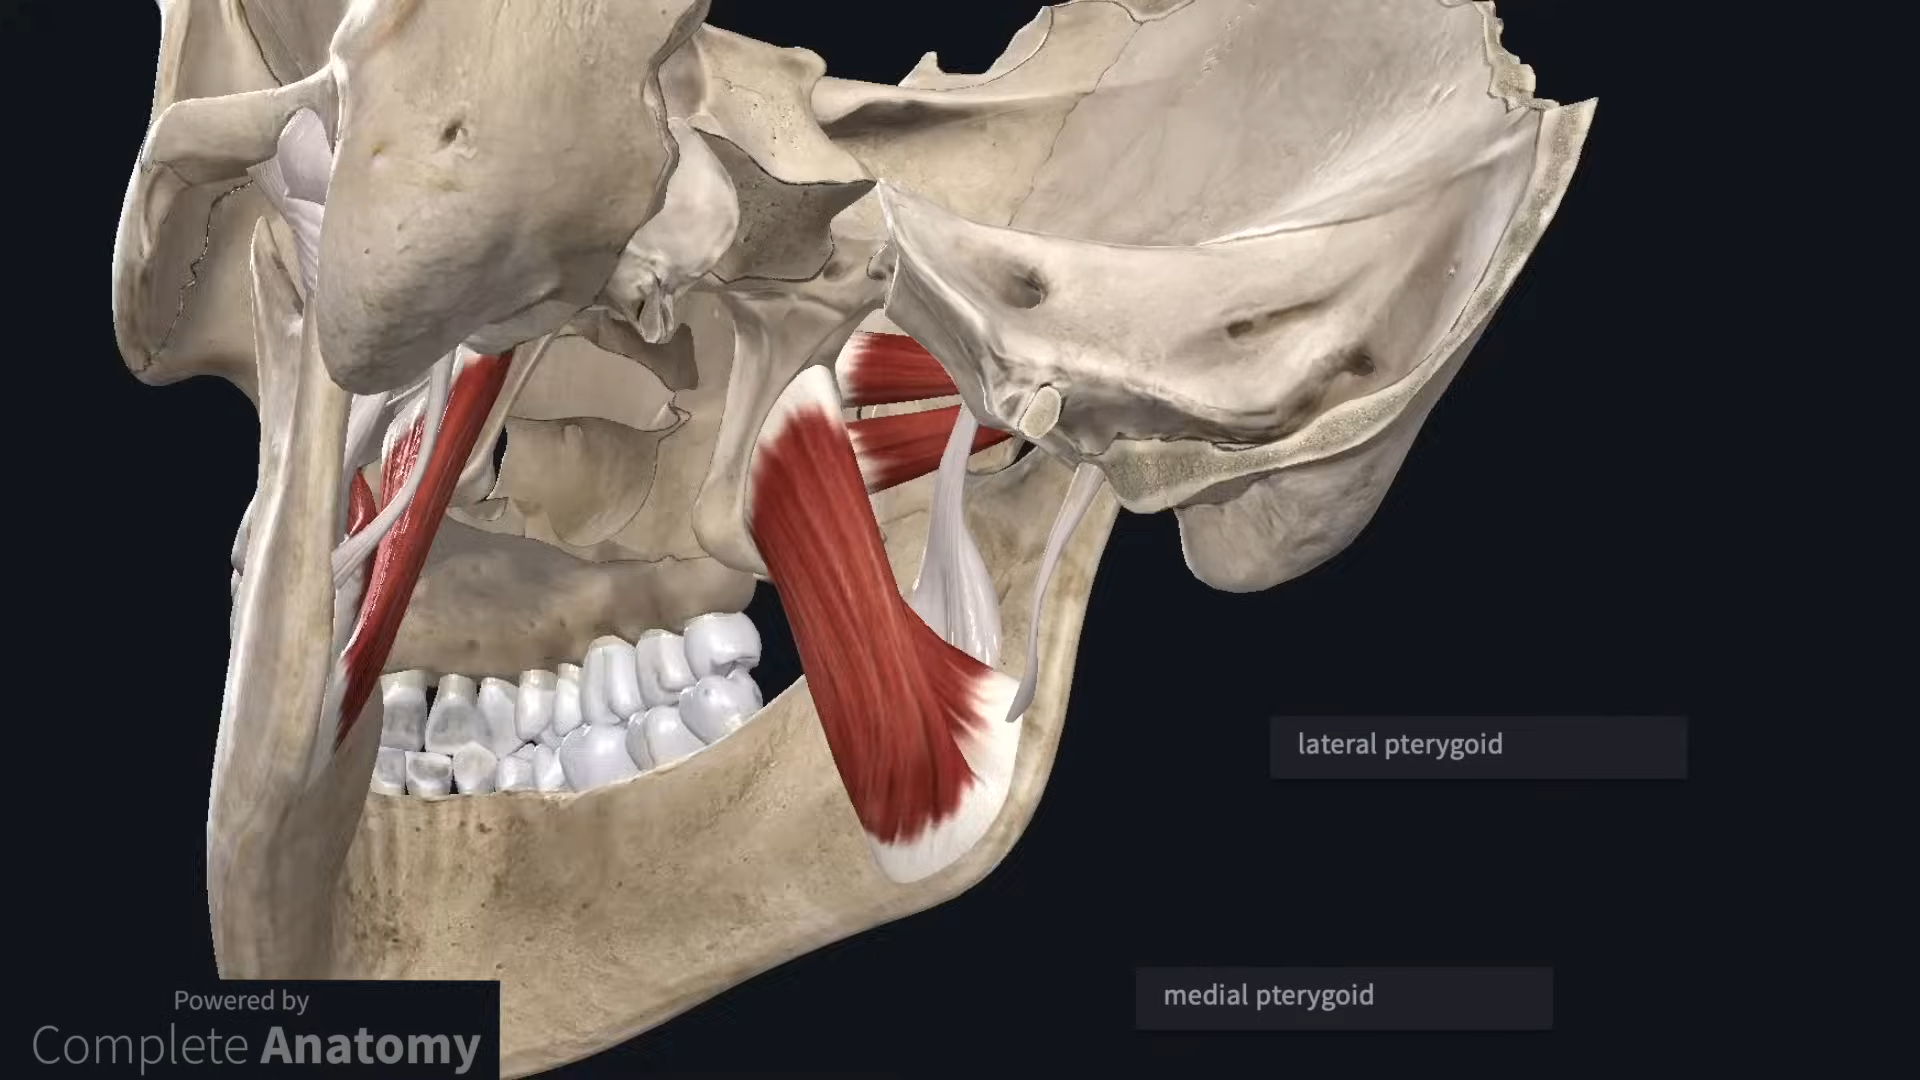 lateral pterygoid
medial pterygoid
Powered by
Complete Anatomy